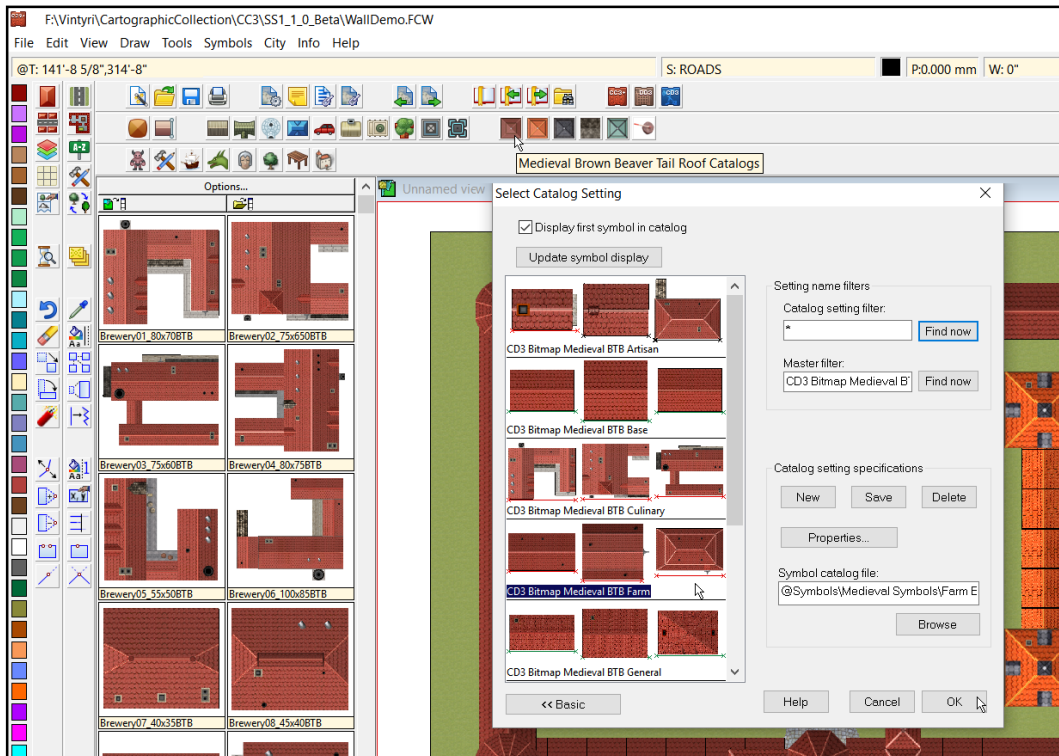 F:\Vintyri\CartographicCollection\CC3\SS1_1_0_Beta\WallDemo.FCW
File Edit View Draw Tools Symbols City Info Help
@T: 141'-8 5/8",314'-8" S: ROADS P:0.000 mm W: 0"
CC3+ DD3 CD3
A-Z
Medieval Brown Beaver Tail Roof Catalogs
Options...
Unnamed view
Select Catalog Setting
Display first symbol in catalog
Update symbol display
Setting name filters
Catalog setting filter:
* Find now
Master filter:
CD3 Bitmap Medieval B' Find now
Catalog setting specifications
New Save Delete
Properties...
Symbol catalog file:
@Symbols\Medieval Symbols\Farm E
Browse
CD3 Bitmap Medieval BTB Artisan
CD3 Bitmap Medieval BTB Base
CD3 Bitmap Medieval BTB Culinary
CD3 Bitmap Medieval BTB Farm
CD3 Bitmap Medieval BTB General
<< Basic Help Cancel OK
Brewery01_80x70BTB Brewery02_75x650BTB
Brewery03_75x60BTB Brewery04_80x75BTB
Brewery05_55x50BTB Brewery06_100x85BTB
Brewery07_40x35BTB Brewery08_45x40BTB